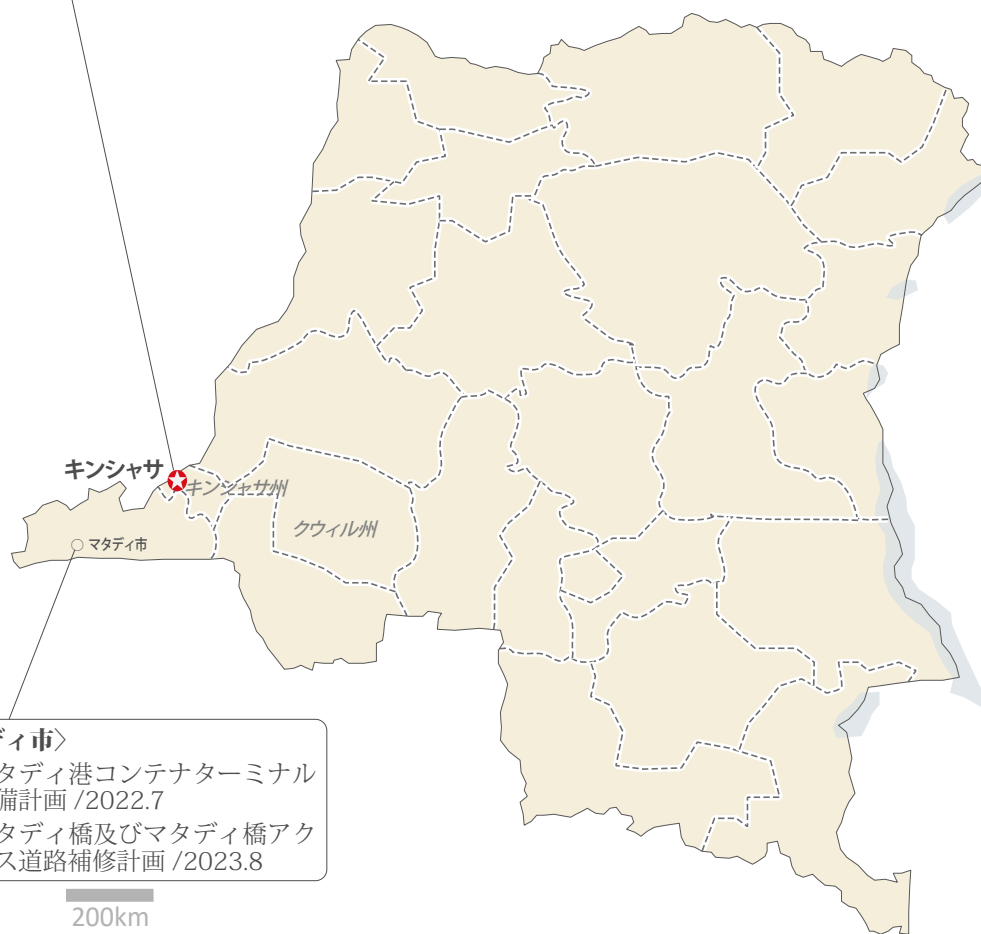 キンシャサ
キンシャサ州
クウィル州
マタディ市
ディ市〉
タディ港コンテナターミナル
備計画 /2022.7
タディ橋及びマタディ橋アク
ス道路補修計画 /2023.8
200km